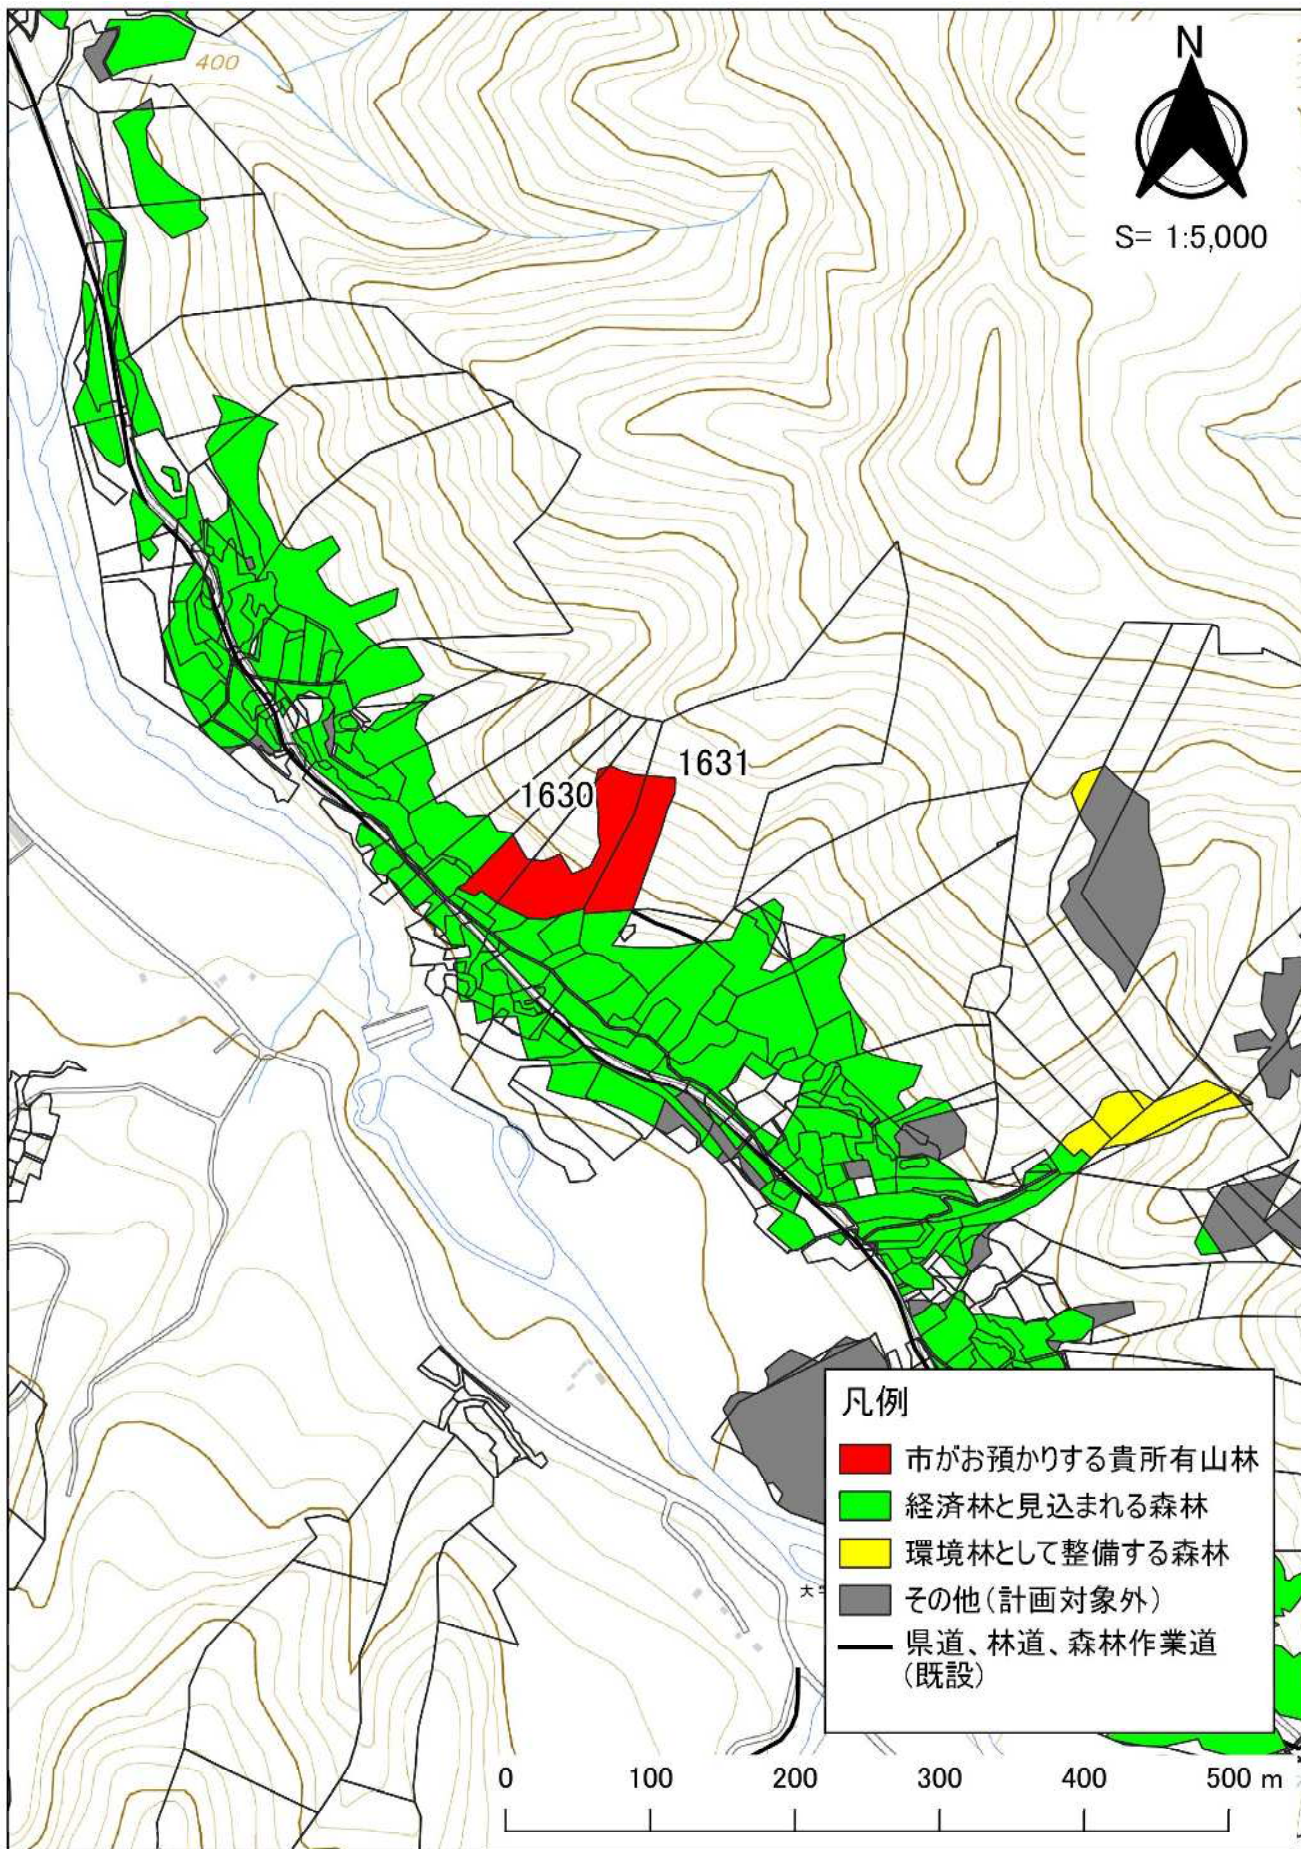 400
N
S= 1:5,000
1631
1630
凡例
市がお預かりする貴所有山林
経済林と見込まれる森林
環境林として整備する森林
その他(計画対象外)
県道、林道、森林作業道
(既設)
大
0 100 200 300 400 500 m